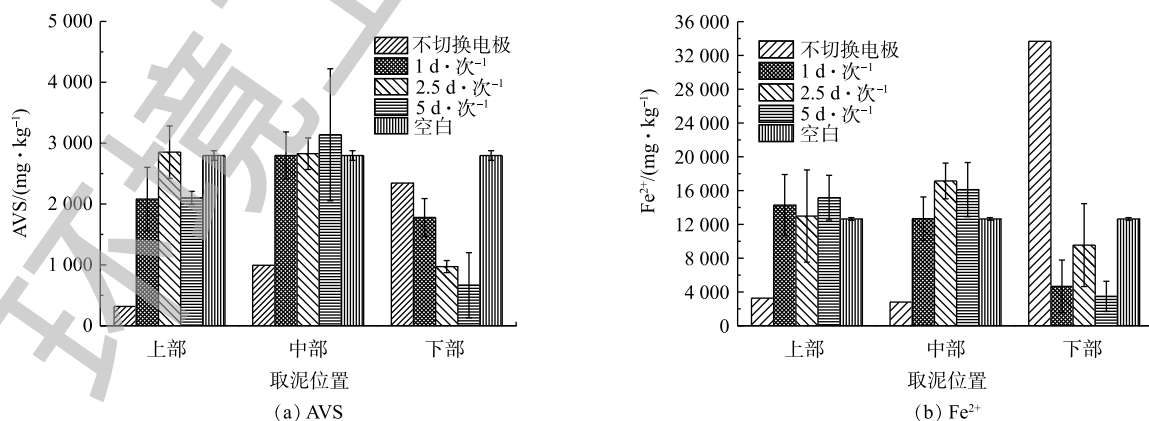 5 000
4 000
3 000
2 000
1 000
0
AVS/(mg·kg⁻¹)
不切换电极
1 d·次⁻¹
2.5 d·次⁻¹
5 d·次⁻¹
空白
上部
中部
下部
取泥位置
(a) AVS
36 000
32 000
28 000
24 000
20 000
16 000
12 000
8 000
4 000
0
Fe²⁺/(mg·kg⁻¹)
不切换电极
1 d·次⁻¹
2.5 d·次⁻¹
5 d·次⁻¹
空白
上部
中部
下部
取泥位置
(b) Fe²⁺
环境